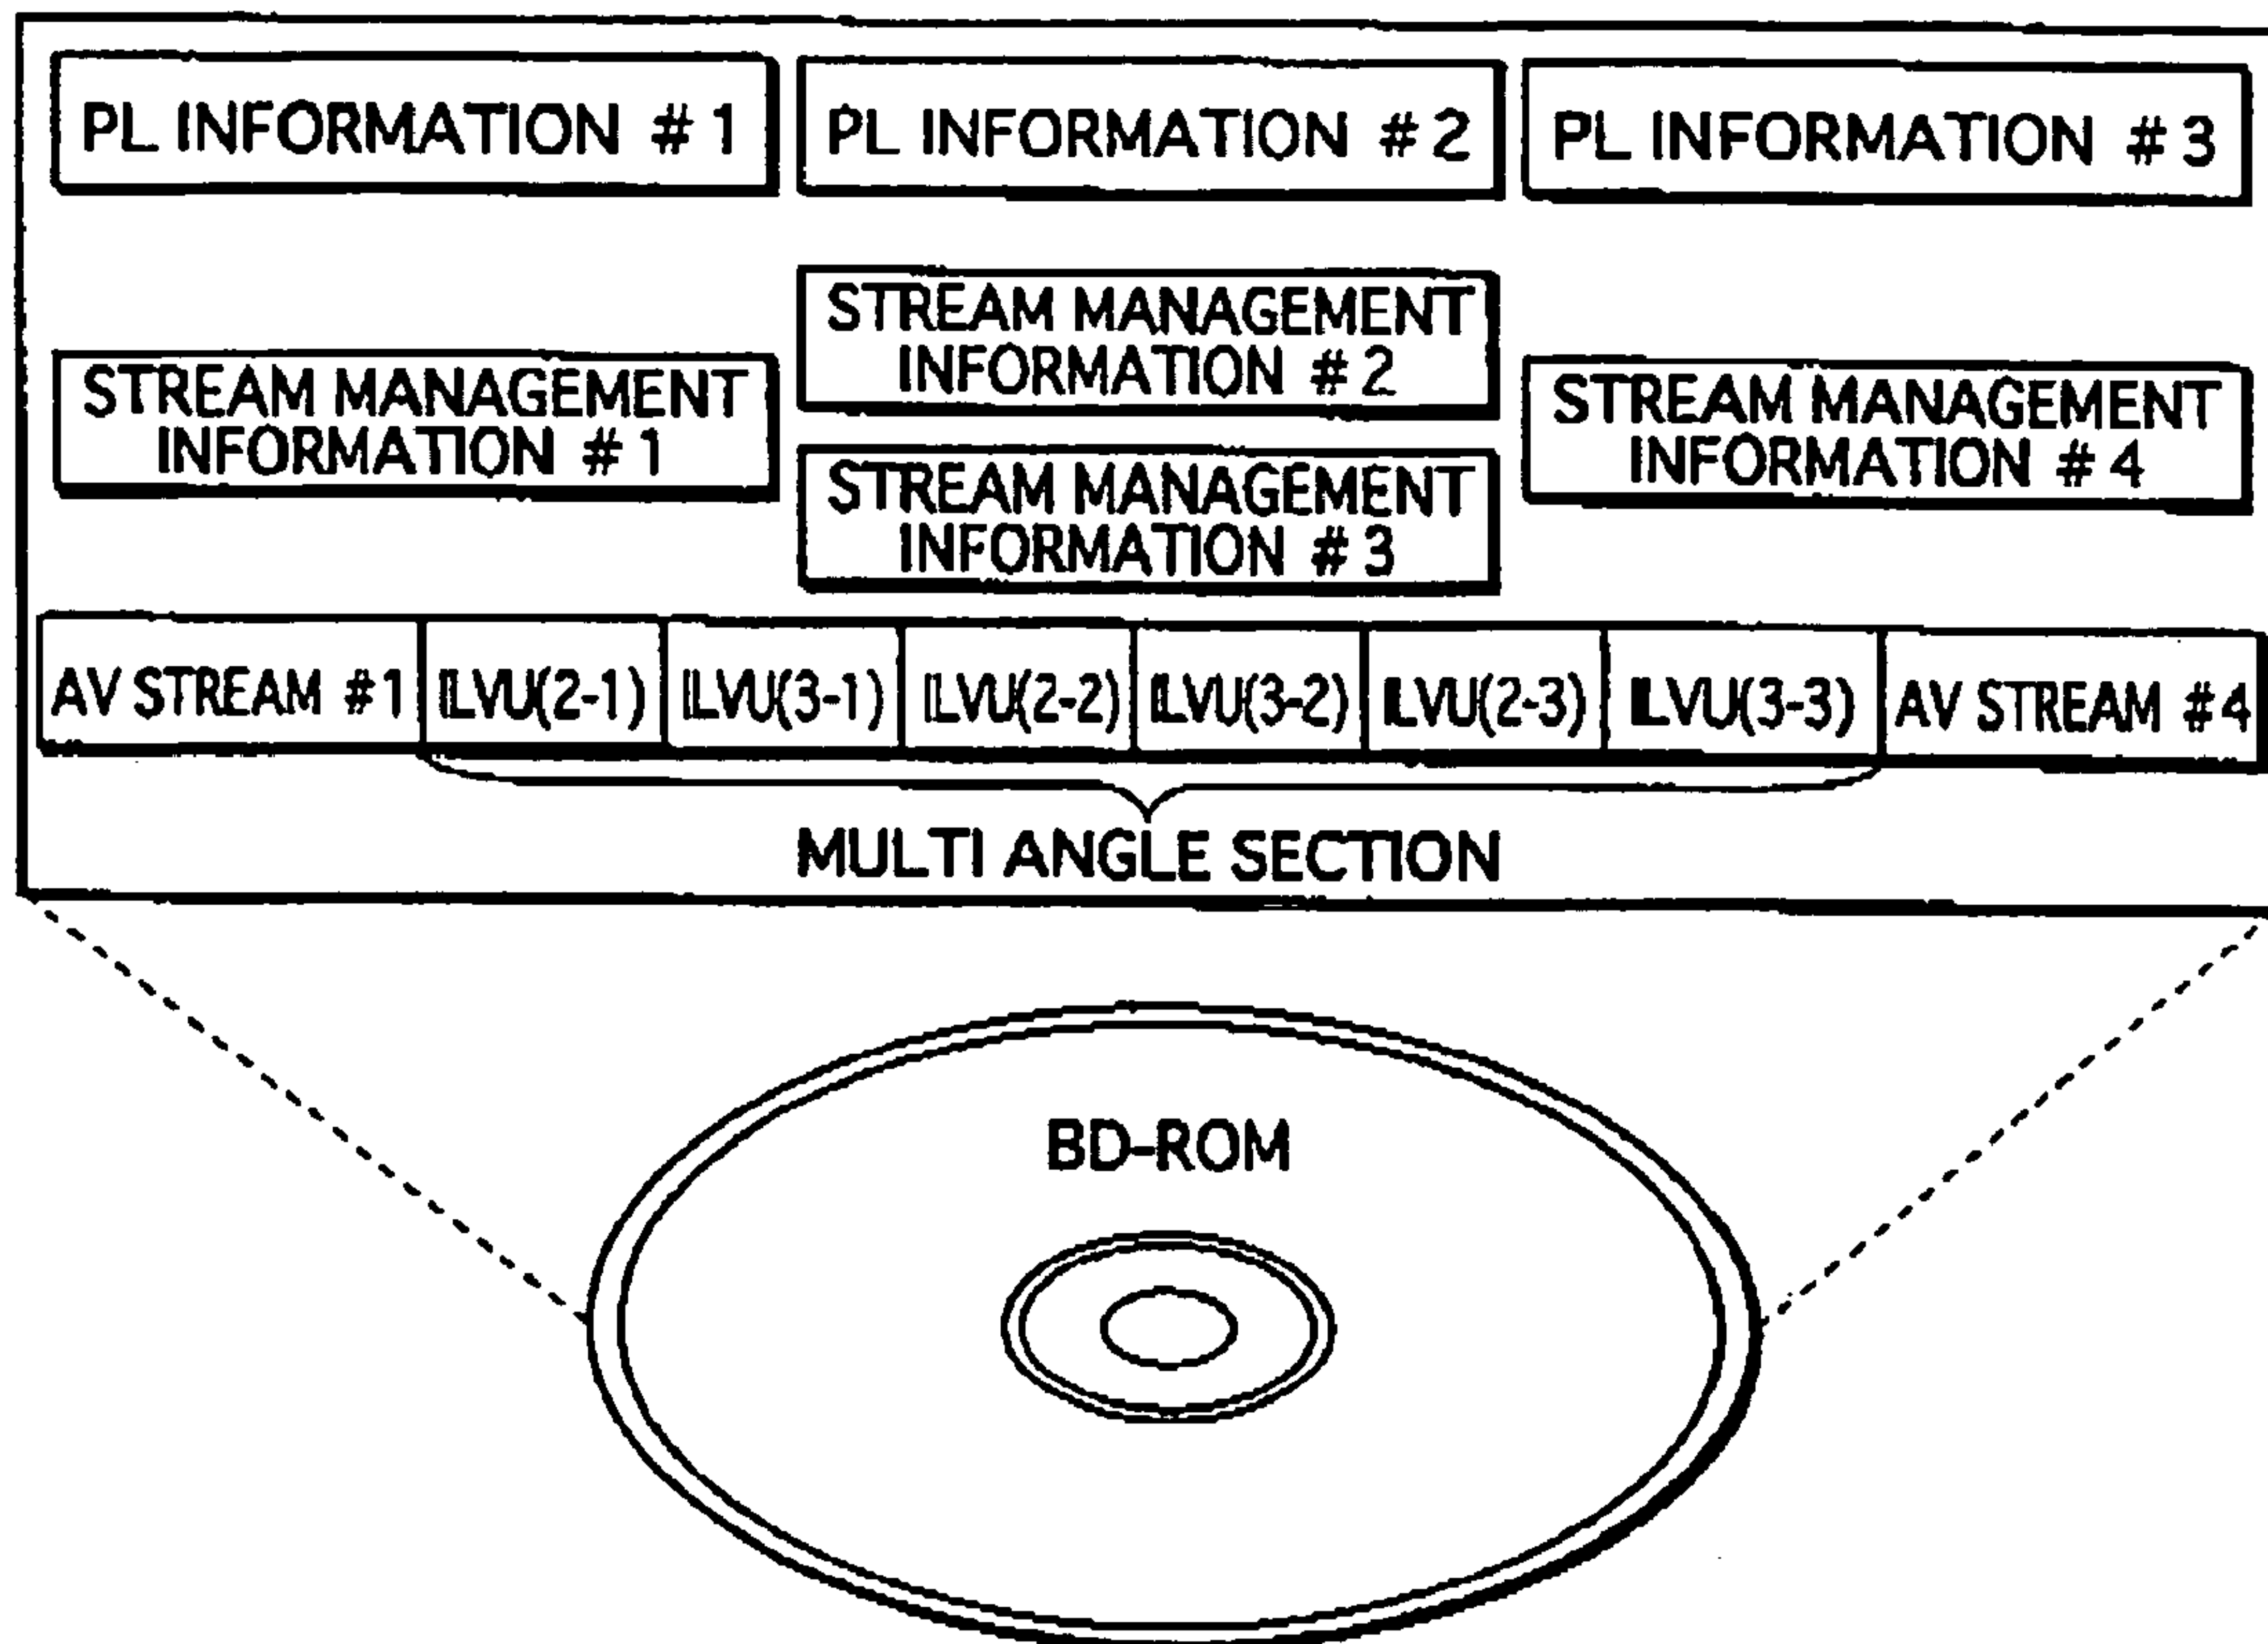 PL INFORMATION #1
PL INFORMATION #2
PL INFORMATION #3
STREAM MANAGEMENT
INFORMATION #1
STREAM MANAGEMENT
INFORMATION #2
STREAM MANAGEMENT
INFORMATION #3
STREAM MANAGEMENT
INFORMATION #4
AV STREAM #1
ILVU(2-1)
ILVU(3-1)
ILVU(2-2)
ILVU(3-2)
ILVU(2-3)
ILVU(3-3)
AV STREAM #4
MULTI ANGLE SECTION
BD-ROM